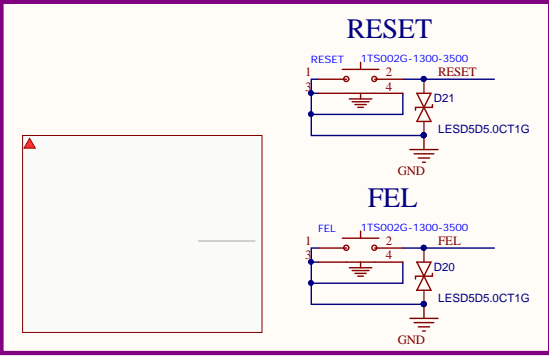 RESET
RESET 1TS002G-1300-3500
1 2 RESET
3 4
D21
LESD5D5.0CT1G
GND
FEL
FEL 1TS002G-1300-3500
1 2 FEL
3 4
D20
LESD5D5.0CT1G
GND